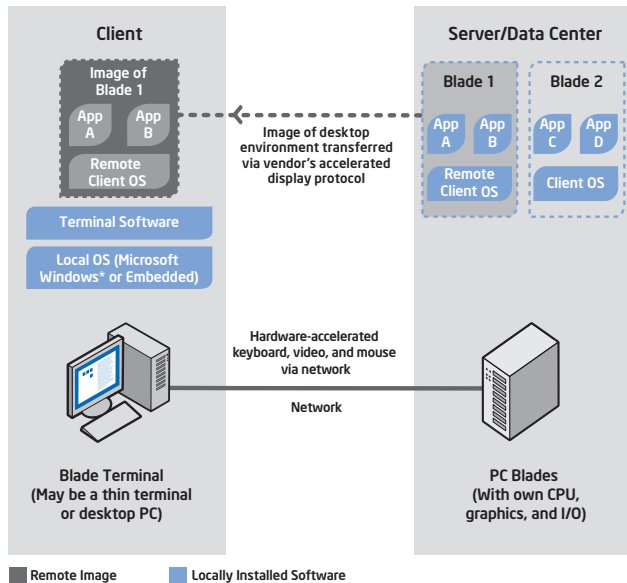 Client
Image of
Blade 1
App
A
App
B
Remote
Client OS
Terminal Software
Local OS (Microsoft
Windows* or Embedded)
Image of desktop
environment transferred
via vendor's accelerated
display protocol
Server/Data Center
Blade 1
App
A
App
B
Remote
Client OS
Blade 2
App
C
App
D
Client OS
Hardware-accelerated
keyboard, video, and mouse
via network
Network
Blade Terminal
(May be a thin terminal
or desktop PC)
PC Blades
(With own CPU,
graphics, and I/O)
Remote Image
Locally Installed Software